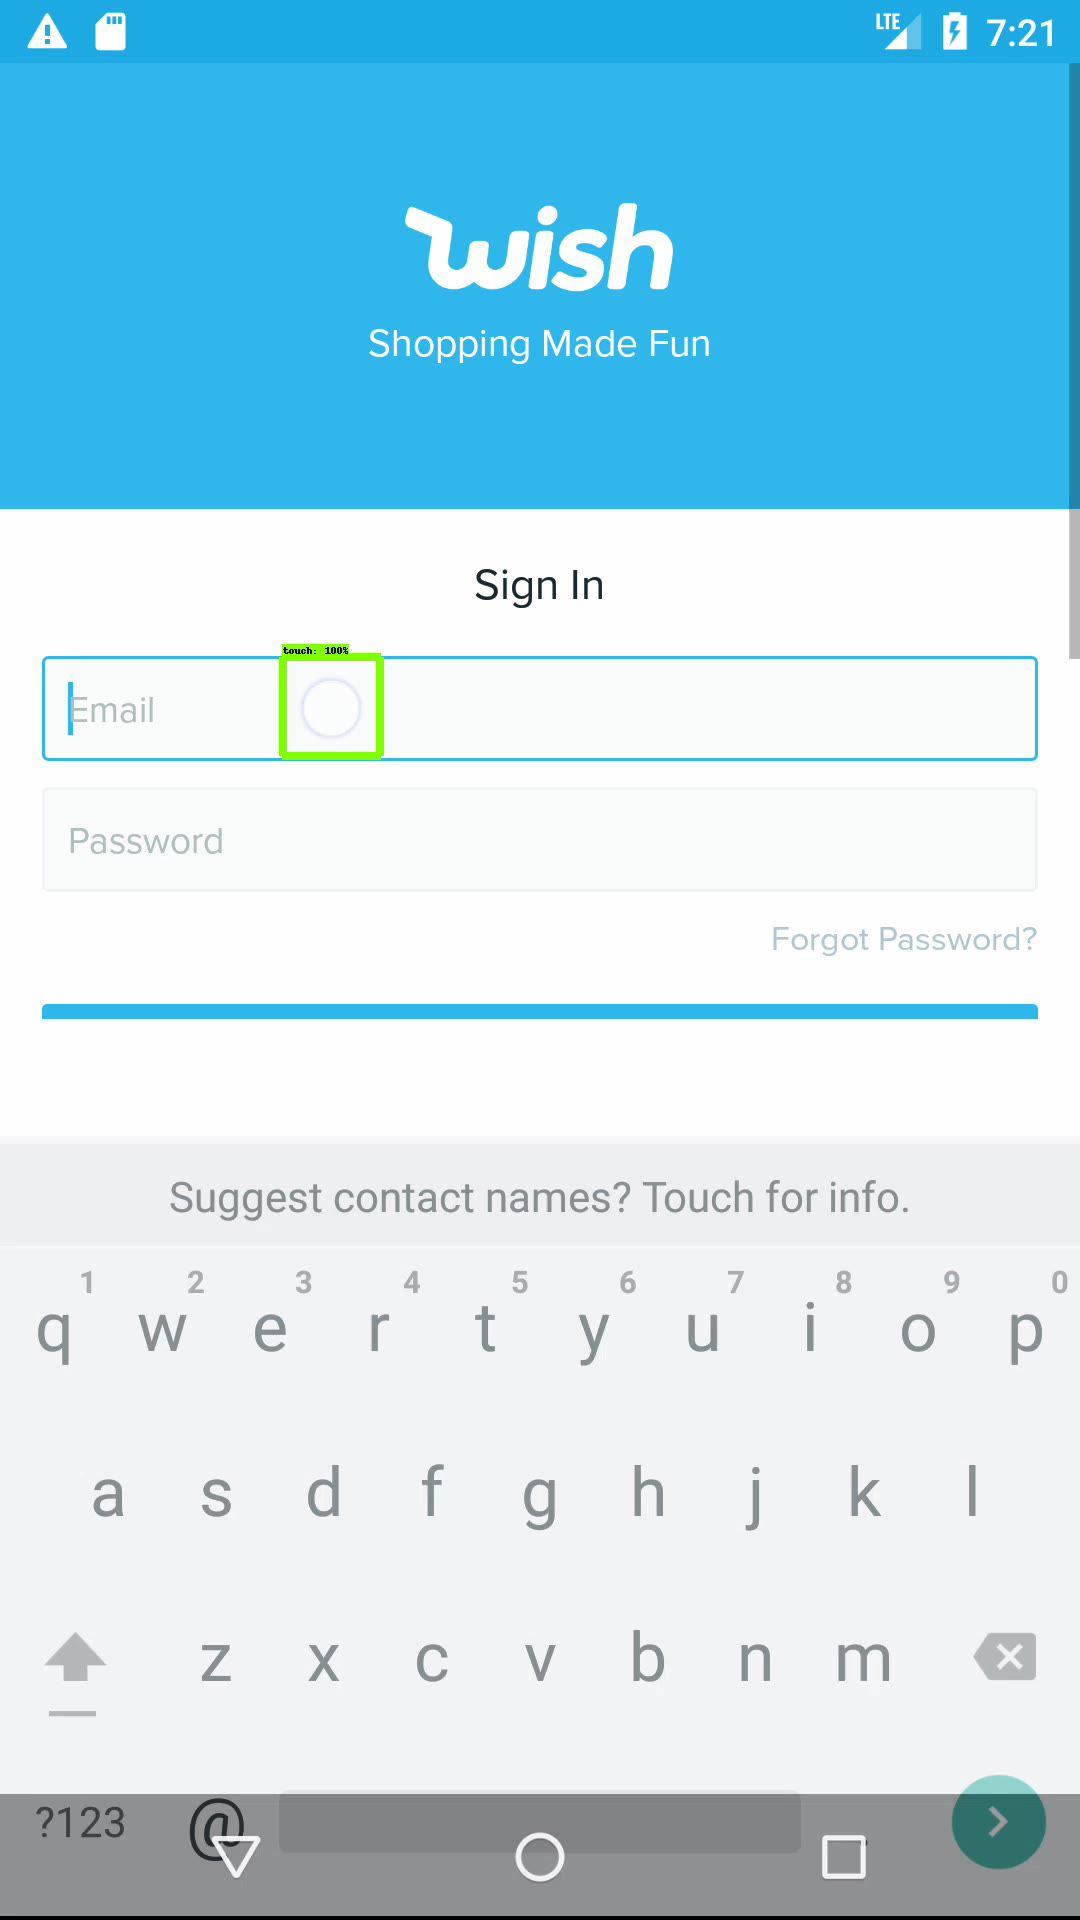 LTE 7:21
wish
Shopping Made Fun
Sign In
touch: 100%
Email
Password
Forgot Password?
Suggest contact names? Touch for info.
1 2 3 4 5 6 7 8 9 0
q w e r t y u i o p
a s d f g h j k l
z x c v b n m
?123 @